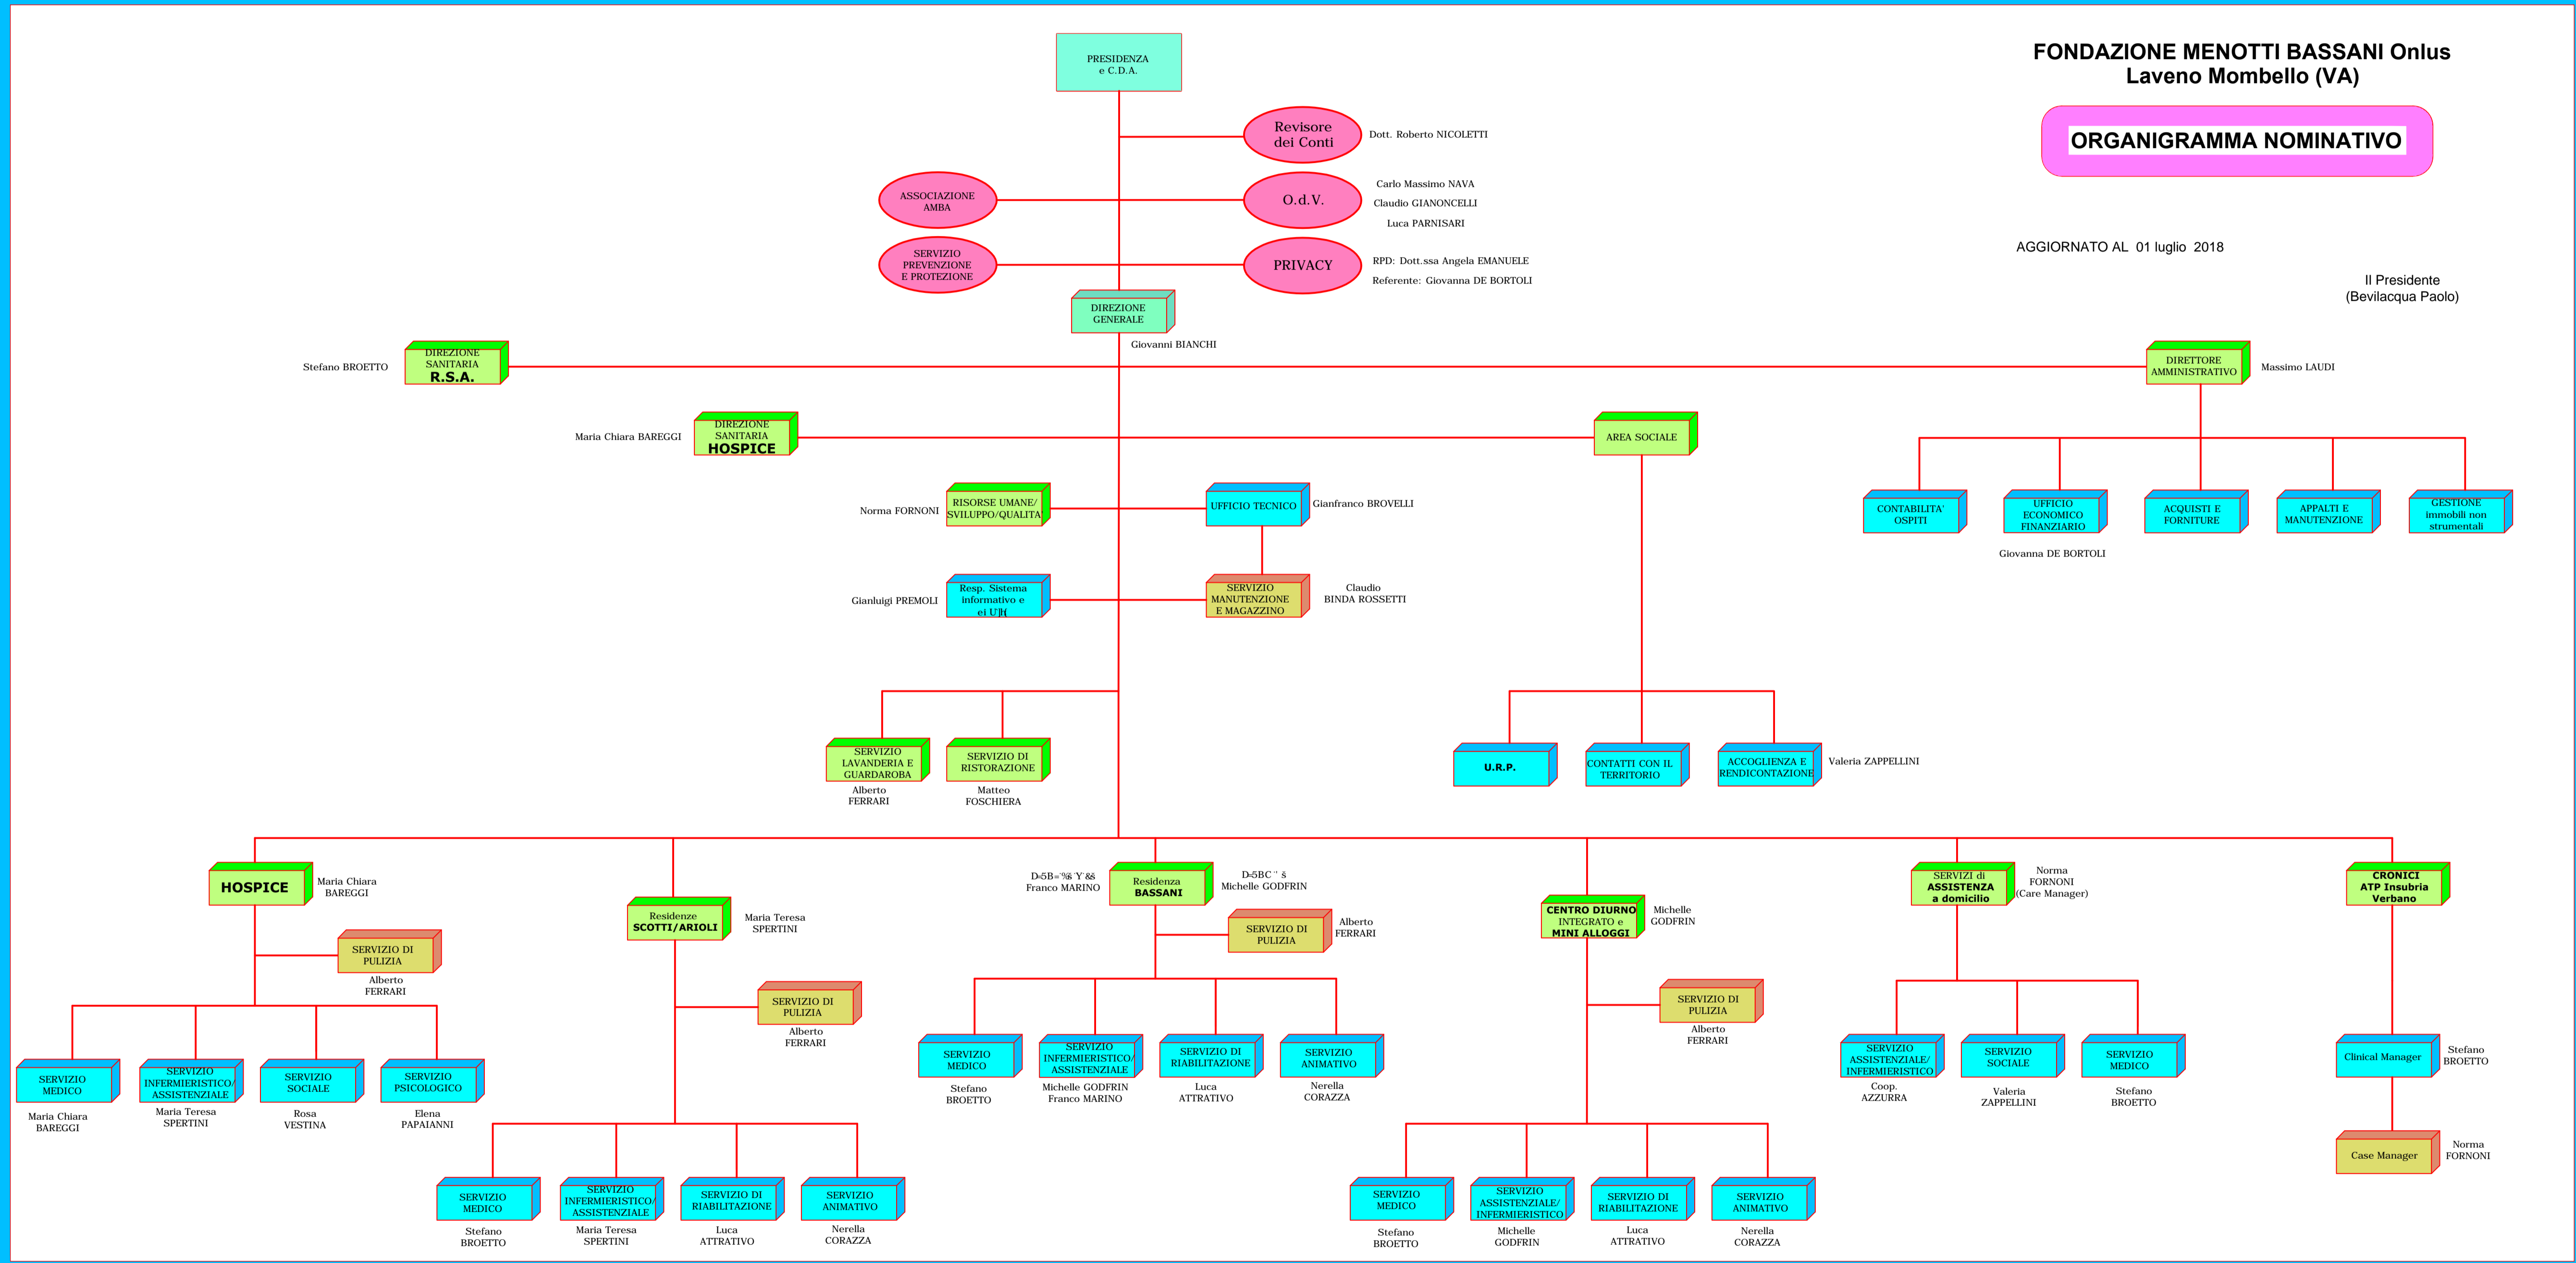 PRESIDENZA
e C.D.A.
FONDAZIONE MENOTTI BASSANI Onlus
Laveno Mombello (VA)
ORGANIGRAMMA NOMINATIVO
Revisore
dei Conti
Dott. Roberto NICOLETTI
ASSOCIAZIONE
AMBA
O.d.V.
Carlo Massimo NAVA
Claudio GIANONCELLI
Luca PARNISARI
SERVIZIO
PREVENZIONE
E PROTEZIONE
PRIVACY
RPD: Dott.ssa Angela EMANUELE
Referente: Giovanna DE BORTOLI
AGGIORNATO AL 01 luglio 2018
Il Presidente
(Bevilacqua Paolo)
DIREZIONE
GENERALE
Giovanni BIANCHI
Stefano BROETTO
DIREZIONE
SANITARIA
R.S.A.
DIRETTORE
AMMINISTRATIVO
Massimo LAUDI
Maria Chiara BAREGGI
DIREZIONE
SANITARIA
HOSPICE
AREA SOCIALE
Norma FORNONI
RISORSE UMANE/
SVILUPPO/QUALITA'
UFFICIO TECNICO
Gianfranco BROVELLI
CONTABILITA'
OSPITI
UFFICIO
ECONOMICO
FINANZIARIO
Giovanna DE BORTOLI
ACQUISTI E
FORNITURE
APPALTI E
MANUTENZIONE
GESTIONE
immobili non
strumentali
Gianluigi PREMOLI
Resp. Sistema
informativo e
SERVIZIO
MANUTENZIONE
E MAGAZZINO
Claudio
BINDA ROSSETTI
SERVIZIO
LAVANDERIA E
GUARDAROBA
Alberto
FERRARI
SERVIZIO DI
RISTORAZIONE
Matteo
FOSCHIERA
U.R.P.
CONTATTI CON IL
TERRITORIO
ACCOGLIENZA E
RENDICONTAZIONE
Valeria ZAPPELLINI
HOSPICE
Maria Chiara
BAREGGI
SERVIZIO DI
PULIZIA
Alberto
FERRARI
SERVIZIO
MEDICO
Maria Chiara
BAREGGI
SERVIZIO
INFERMIERISTICO/
ASSISTENZIALE
Maria Teresa
SPERTINI
SERVIZIO
SOCIALE
Rosa
VESTINA
SERVIZIO
PSICOLOGICO
Elena
PAPAIANNI
Residenze
SCOTTI/ARIOLI
Maria Teresa
SPERTINI
SERVIZIO DI
PULIZIA
Alberto
FERRARI
SERVIZIO
MEDICO
Stefano
BROETTO
SERVIZIO
INFERMIERISTICO/
ASSISTENZIALE
Maria Teresa
SPERTINI
SERVIZIO DI
RIABILITAZIONE
Luca
ATTRATIVO
SERVIZIO
ANIMATIVO
Nerella
CORAZZA
Franco MARINO
Residenza
BASSANI
Michelle GODFRIN
SERVIZIO DI
PULIZIA
Alberto
FERRARI
SERVIZIO
MEDICO
Stefano
BROETTO
SERVIZIO
INFERMIERISTICO/
ASSISTENZIALE
Michelle GODFRIN
Franco MARINO
SERVIZIO DI
RIABILITAZIONE
Luca
ATTRATIVO
SERVIZIO
ANIMATIVO
Nerella
CORAZZA
CENTRO DIURNO
INTEGRATO e
MINI ALLOGGI
Michelle
GODFRIN
SERVIZIO DI
PULIZIA
Alberto
FERRARI
SERVIZIO
MEDICO
Stefano
BROETTO
SERVIZIO
ASSISTENZIALE/
INFERMIERISTICO
Michelle
GODFRIN
SERVIZIO DI
RIABILITAZIONE
Luca
ATTRATIVO
SERVIZIO
ANIMATIVO
Nerella
CORAZZA
SERVIZI di
ASSISTENZA
a domicilio
Norma
FORNONI
(Care Manager)
SERVIZIO
ASSISTENZIALE/
INFERMIERISTICO
Coop.
AZZURRA
SERVIZIO
SOCIALE
Valeria
ZAPPELLINI
SERVIZIO
MEDICO
Stefano
BROETTO
CRONICI
ATP Insubria
Verbano
Clinical Manager
Stefano
BROETTO
Case Manager
Norma
FORNONI